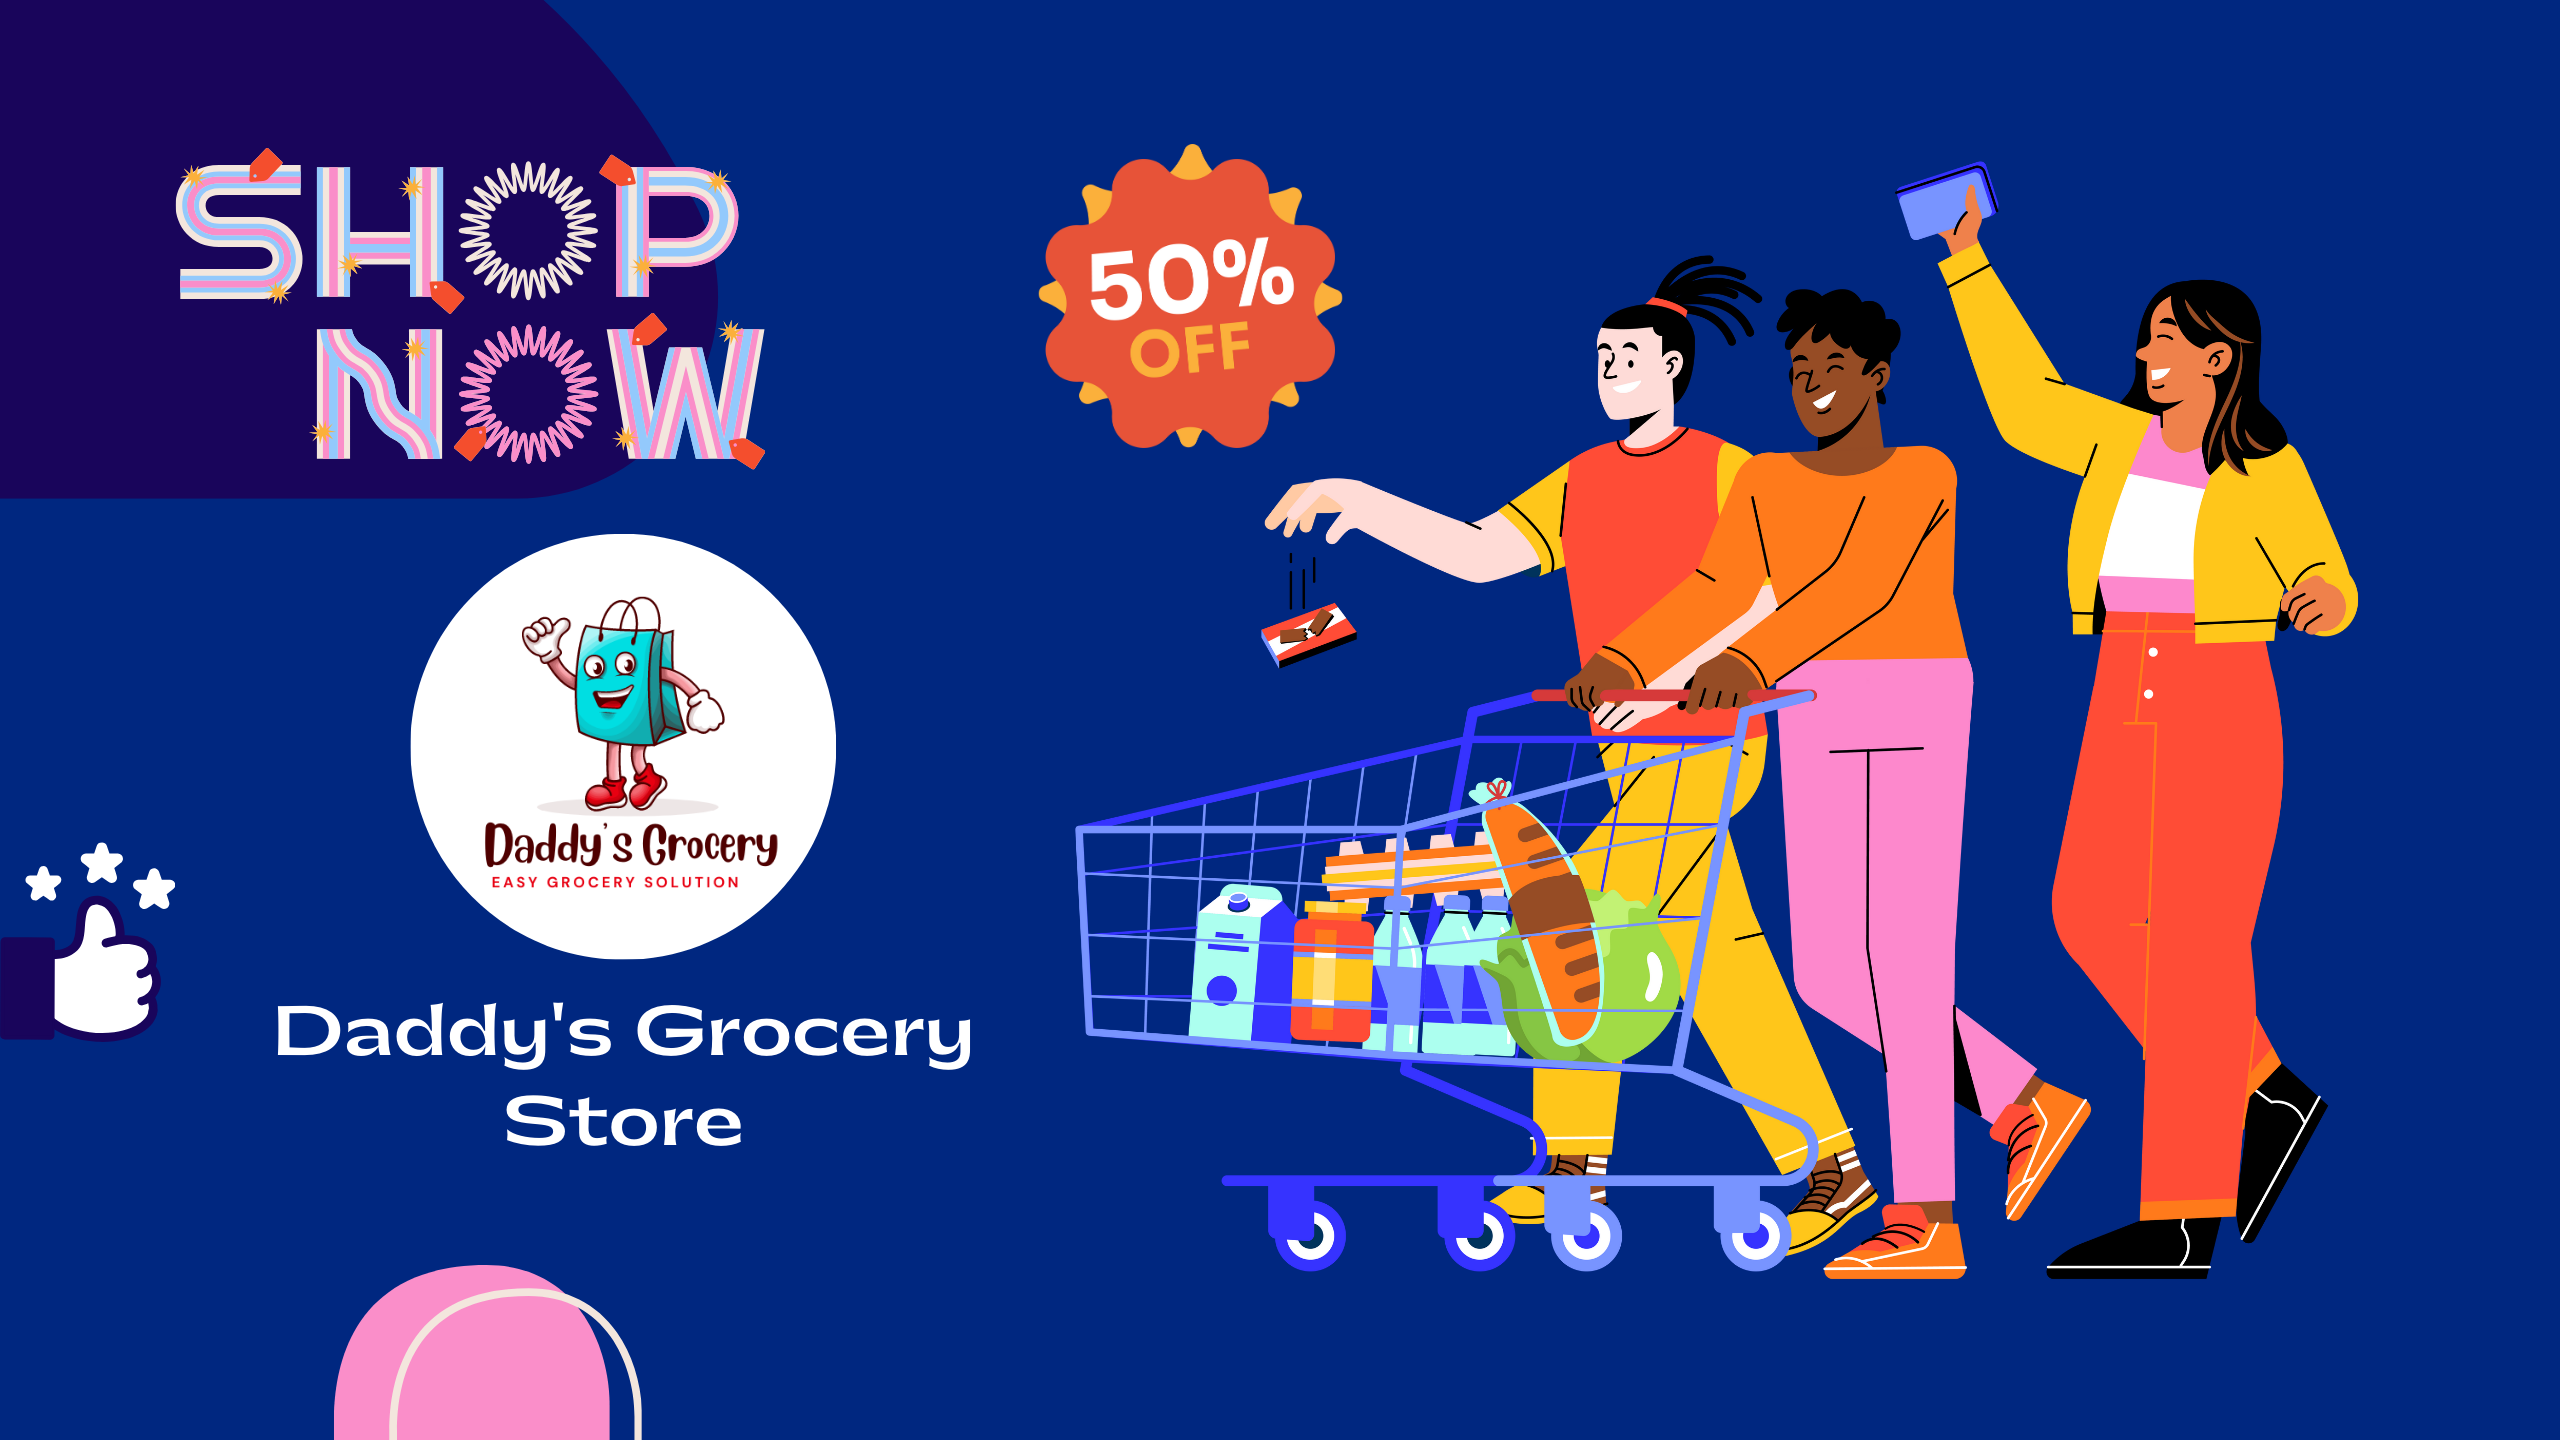 SHOP
NOW
50%
OFF
Daddy's Grocery
EASY GROCERY SOLUTION
Daddy's Grocery
Store